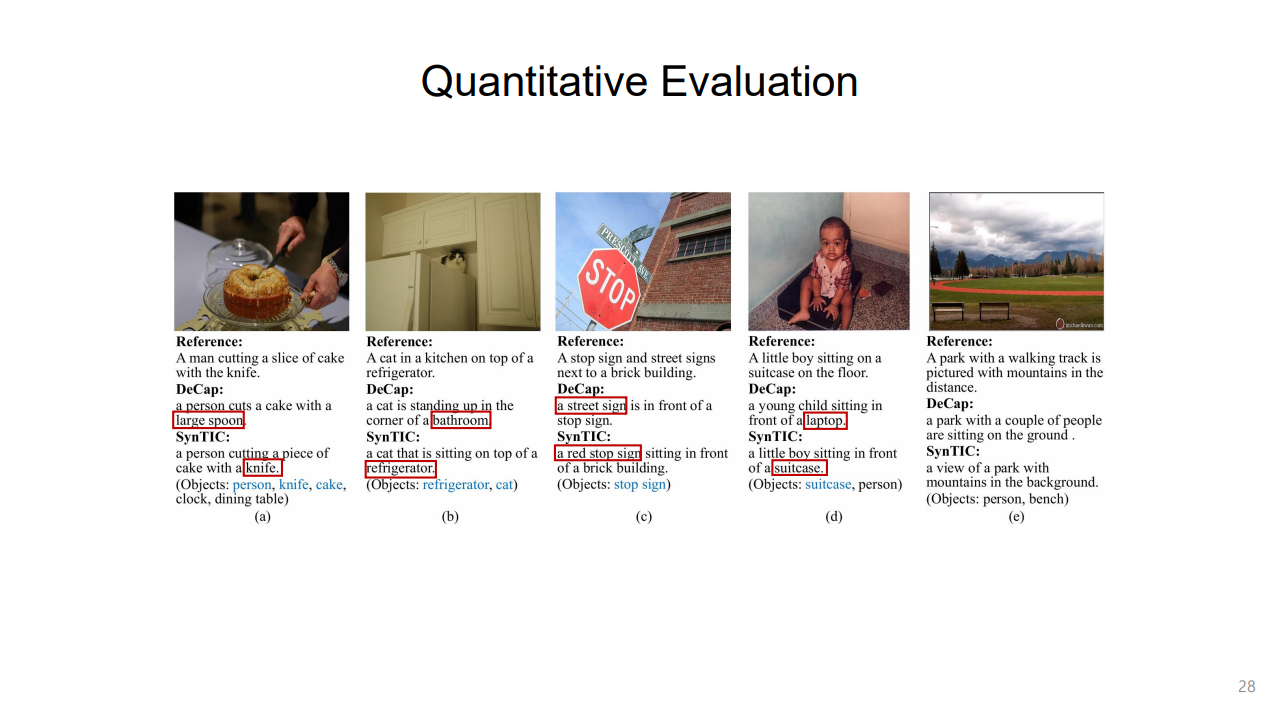 Quantitative Evaluation
PRESCOTT AVE
ST
STOP
michaelkwan.com
Reference:
A man cutting a slice of cake
with the knife.
DeCap:
a person cuts a cake with a
large spoon.
SynTIC:
a person cutting a piece of
cake with a knife.
(Objects: person, knife, cake,
clock, dining table)
(a)
Reference:
A cat in a kitchen on top of a
refrigerator.
DeCap:
a cat is standing up in the
corner of a bathroom.
SynTIC:
a cat that is sitting on top of a
refrigerator.
(Objects: refrigerator, cat)
(b)
Reference:
A stop sign and street signs
next to a brick building.
DeCap:
a street sign is in front of a
stop sign.
SynTIC:
a red stop sign sitting in front
of a brick building.
(Objects: stop sign)
(c)
Reference:
A little boy sitting on a
suitcase on the floor.
DeCap:
a young child sitting in
front of a laptop.
SynTIC:
a little boy sitting in front
of a suitcase.
(Objects: suitcase, person)
(d)
Reference:
A park with a walking track is
pictured with mountains in the
distance.
DeCap:
a park with a couple of people
are sitting on the ground .
SynTIC:
a view of a park with
mountains in the background.
(Objects: person, bench)
(e)
28